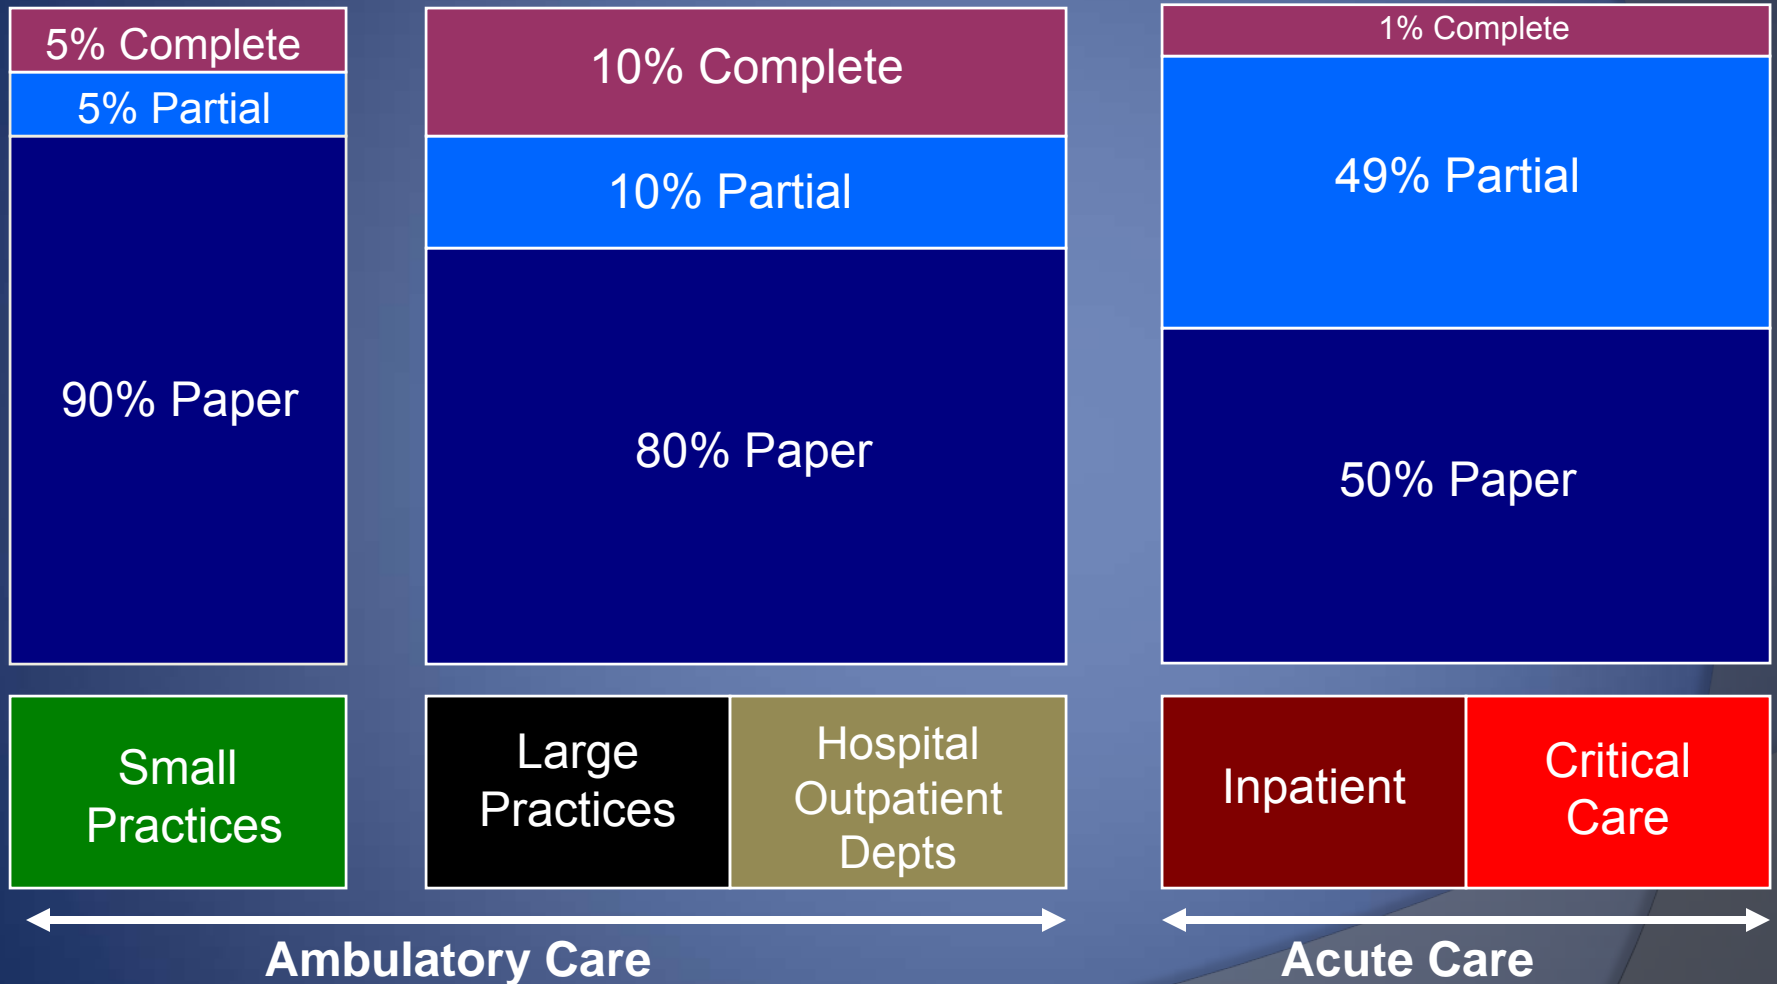 5% Complete
5% Partial
90% Paper
10% Complete
10% Partial
80% Paper
1% Complete
49% Partial
50% Paper
Small
Practices
Large
Practices
Hospital
Outpatient
Depts
Inpatient
Critical
Care
Ambulatory Care
Acute Care